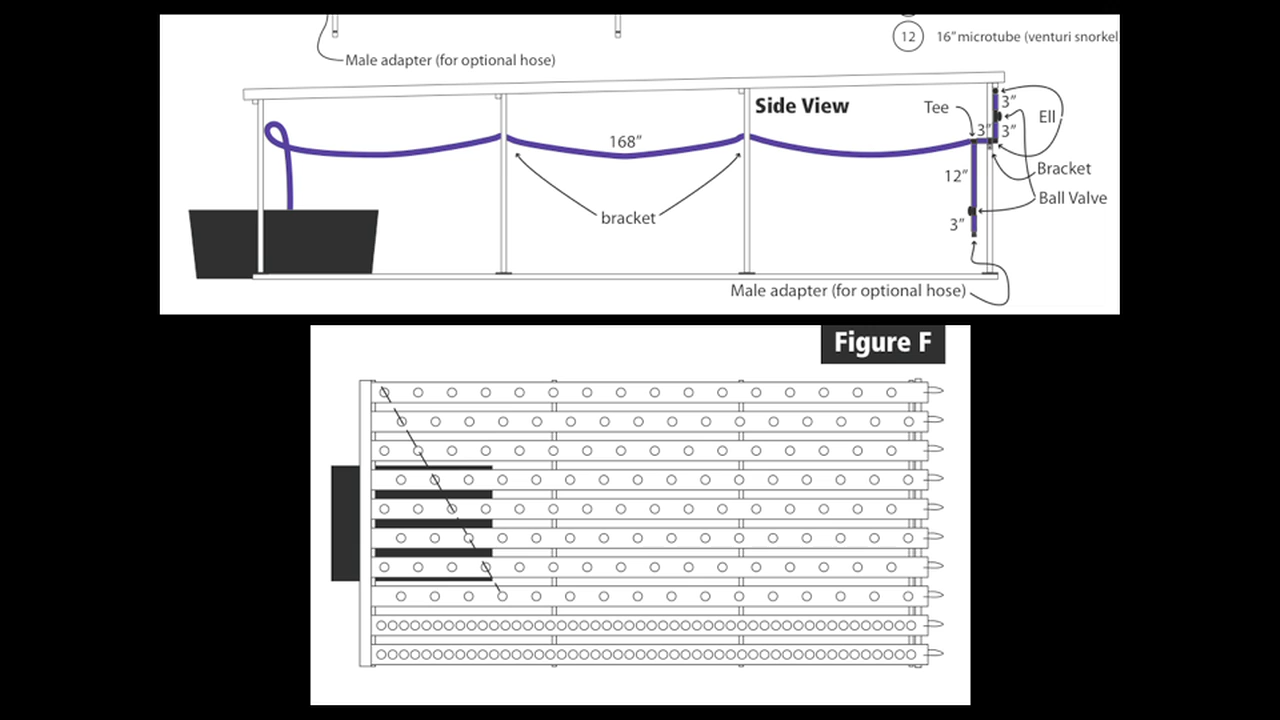 12 16” microtube (venturi snorkel
Male adapter (for optional hose)
Side View
Tee
3”
Ell
168”
3”
3”
12”
Bracket
Ball Valve
bracket
3”
Male adapter (for optional hose)
Figure F